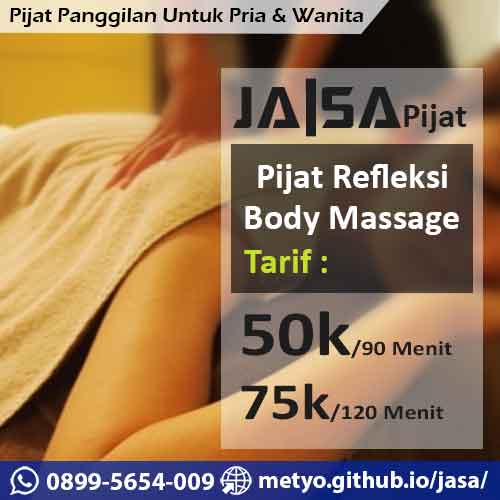 Pijat Panggilan Untuk Pria & Wanita
JA|SA Pijat
Pijat Refleksi
Body Massage
Tarif :
50k/90 Menit
75k/120 Menit
0899-5654-009 metyo.github.io/jasa/